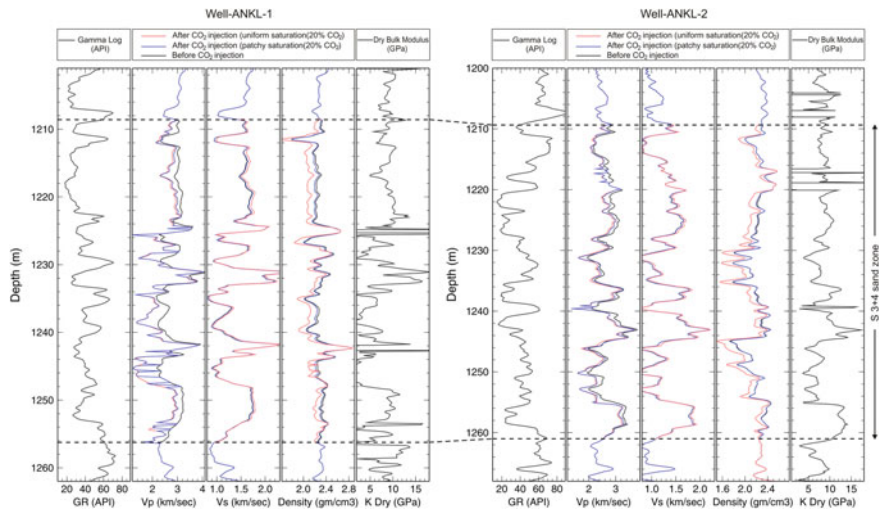 Well-ANKL-1
Gamma Log
(API)
After CO2 injection (uniform saturation(20% CO2)
After CO2 injection (patchy saturation(20% CO2)
Before CO2 injection
Dry Bulk Modulus
(GPa)
1210
1220
1230
1240
1250
1260
Depth (m)
20 40 60 80
GR (API)
2 3 4
Vp (km/sec)
1.0 1.5 2.0
Vs (km/sec)
2.0 2.4 2.8
Density (gm/cm3)
5 10 15
K Dry (GPa)
Well-ANKL-2
Gamma Log
(API)
After CO2 injection (uniform saturation(20% CO2)
After CO2 injection (patchy saturation(20% CO2)
Before CO2 injection
Dry Bulk Modulus
(GPa)
1200
1210
1220
1230
1240
1250
1260
Depth (m)
S 3+4 sand zone
20 40 60 80
GR (API)
2 3
Vp (km/sec)
1.0 1.5 2.0
Vs (km/sec)
1.6 2.0 2.4
Density (gm/cm3)
5 10 15
K Dry (GPa)